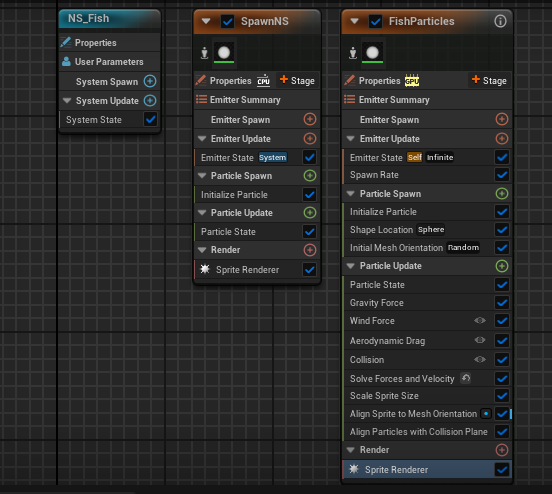 NS_Fish
Properties
User Parameters
System Spawn
System Update
System State
SpawnNS
Properties CPU Stage
Emitter Summary
Emitter Spawn
Emitter Update
Emitter State System
Particle Spawn
Initialize Particle
Particle Update
Particle State
Render
Sprite Renderer
FishParticles
Properties GPU Stage
Emitter Summary
Emitter Spawn
Emitter Update
Emitter State Self Infinite
Spawn Rate
Particle Spawn
Initialize Particle
Shape Location Sphere
Initial Mesh Orientation Random
Particle Update
Particle State
Gravity Force
Wind Force
Aerodynamic Drag
Collision
Solve Forces and Velocity
Scale Sprite Size
Align Sprite to Mesh Orientation
Align Particles with Collision Plane
Render
Sprite Renderer